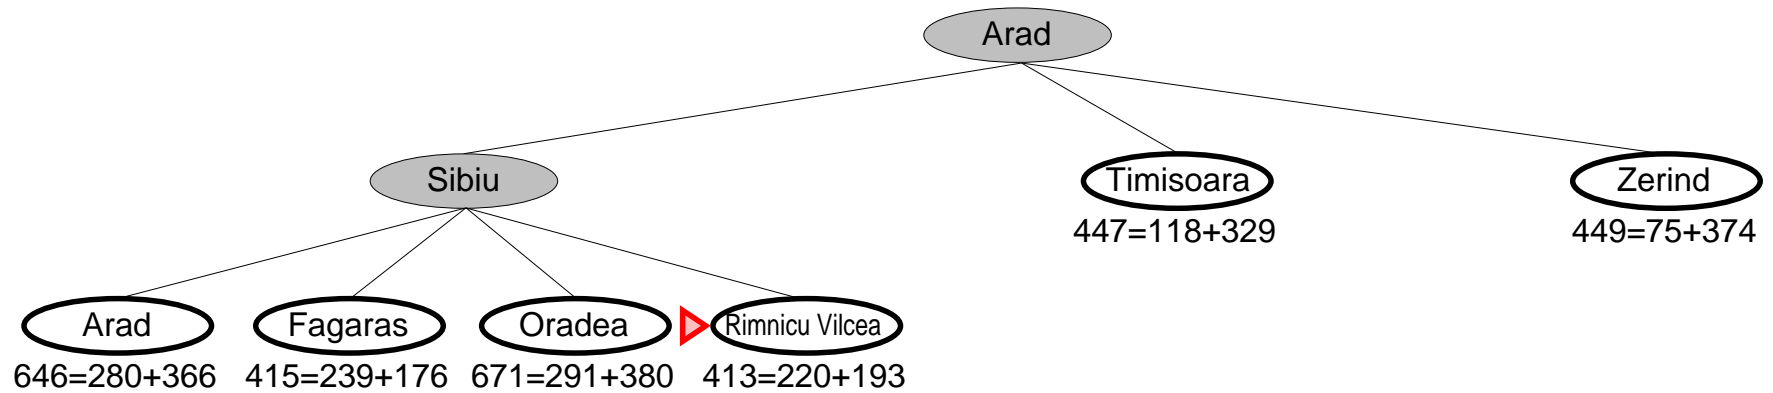 Arad
Sibiu
Timisoara
Zerind
447=118+329
449=75+374
Arad
Fagaras
Oradea
Rimnicu Vilcea
646=280+366
415=239+176
671=291+380
413=220+193